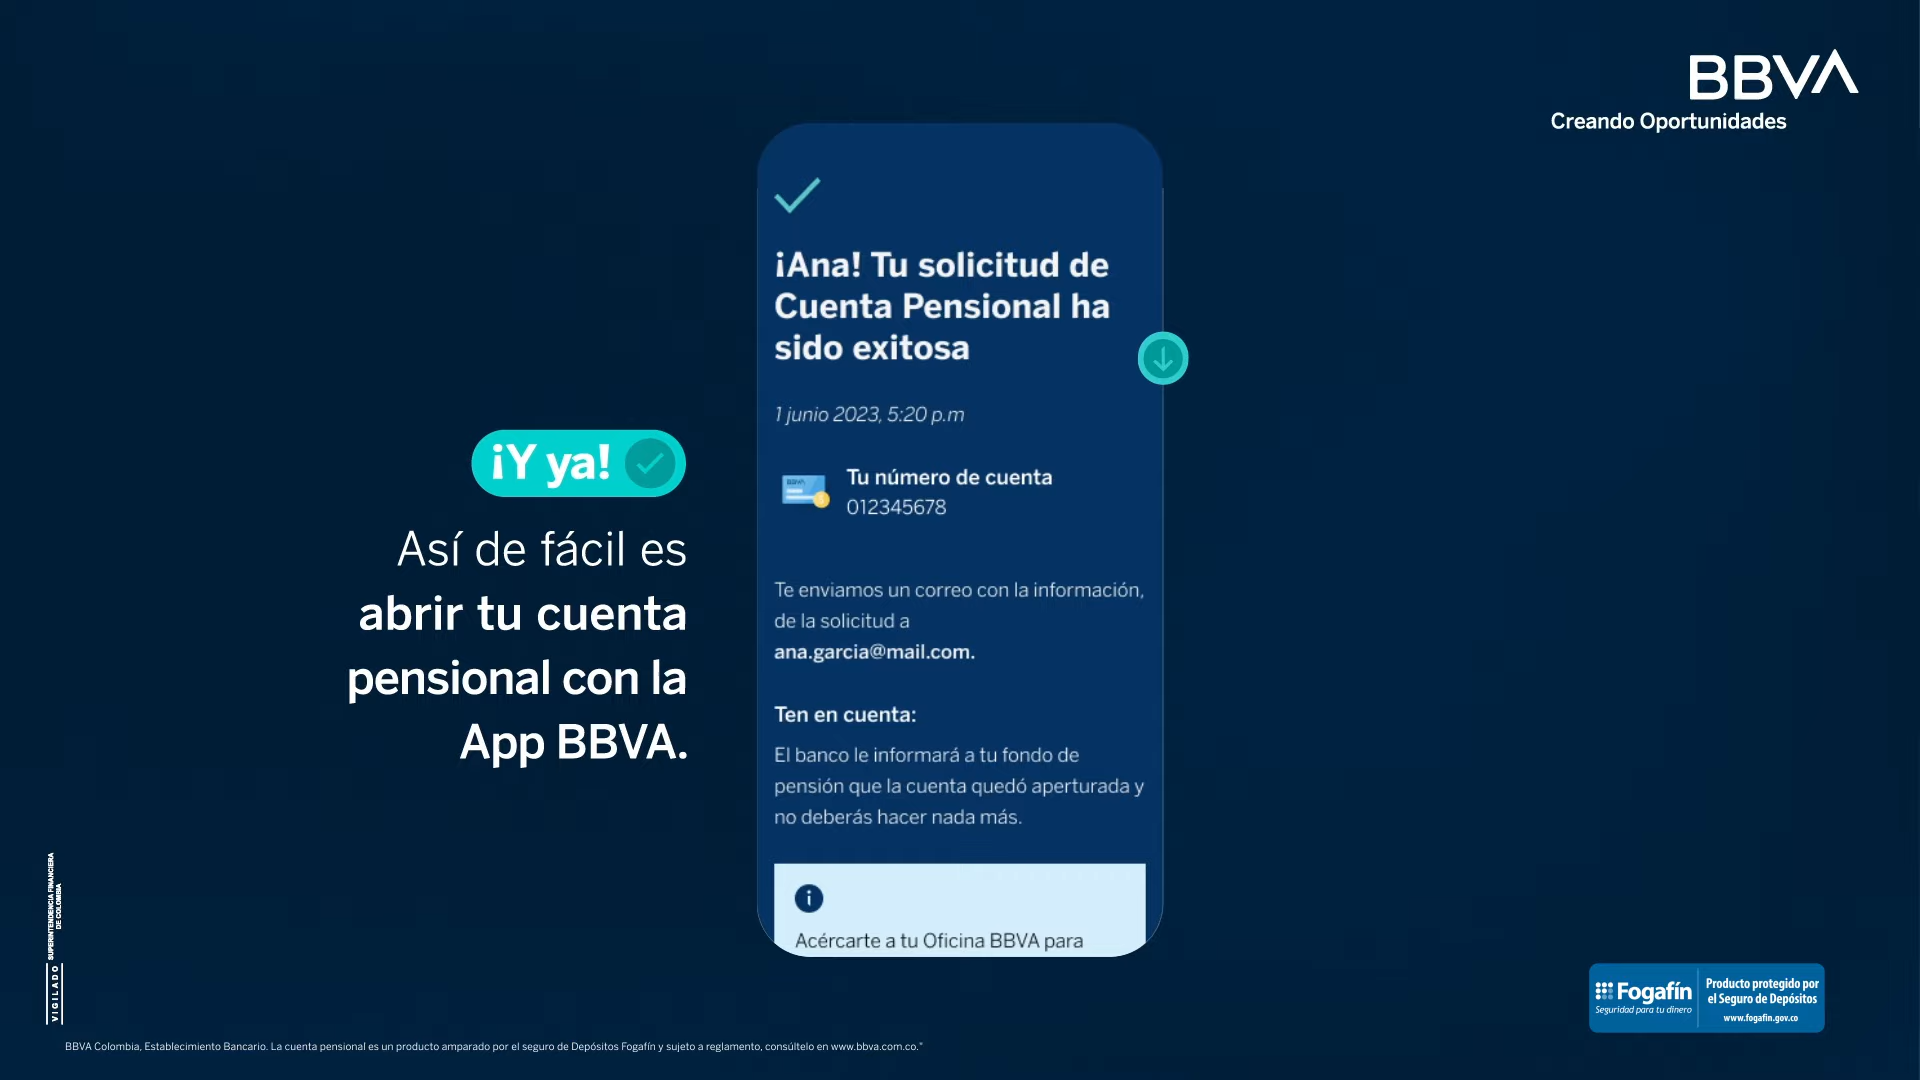 BBVA
Creando Oportunidades
¡Ana! Tu solicitud de
Cuenta Pensional ha
sido exitosa
1 junio 2023, 5:20 p.m
BBVA
Tu número de cuenta
012345678
Te enviamos un correo con la información,
de la solicitud a
ana.garcia@mail.com.
Ten en cuenta:
El banco le informará a tu fondo de
pensión que la cuenta quedó aperturada y
no deberás hacer nada más.
Acércarte a tu Oficina BBVA para
¡Y ya!
Así de fácil es
abrir tu cuenta
pensional con la
App BBVA.
VIGILADO
SUPERINTENDENCIA FINANCIERA
DE COLOMBIA
Fogafín
Seguridad para tu dinero
Producto protegido por
el Seguro de Depósitos
www.fogafin.gov.co
BBVA Colombia, Establecimiento Bancario. La cuenta pensional es un producto amparado por el seguro de Depósitos Fogafín y sujeto a reglamento, consúltelo en www.bbva.com.co."